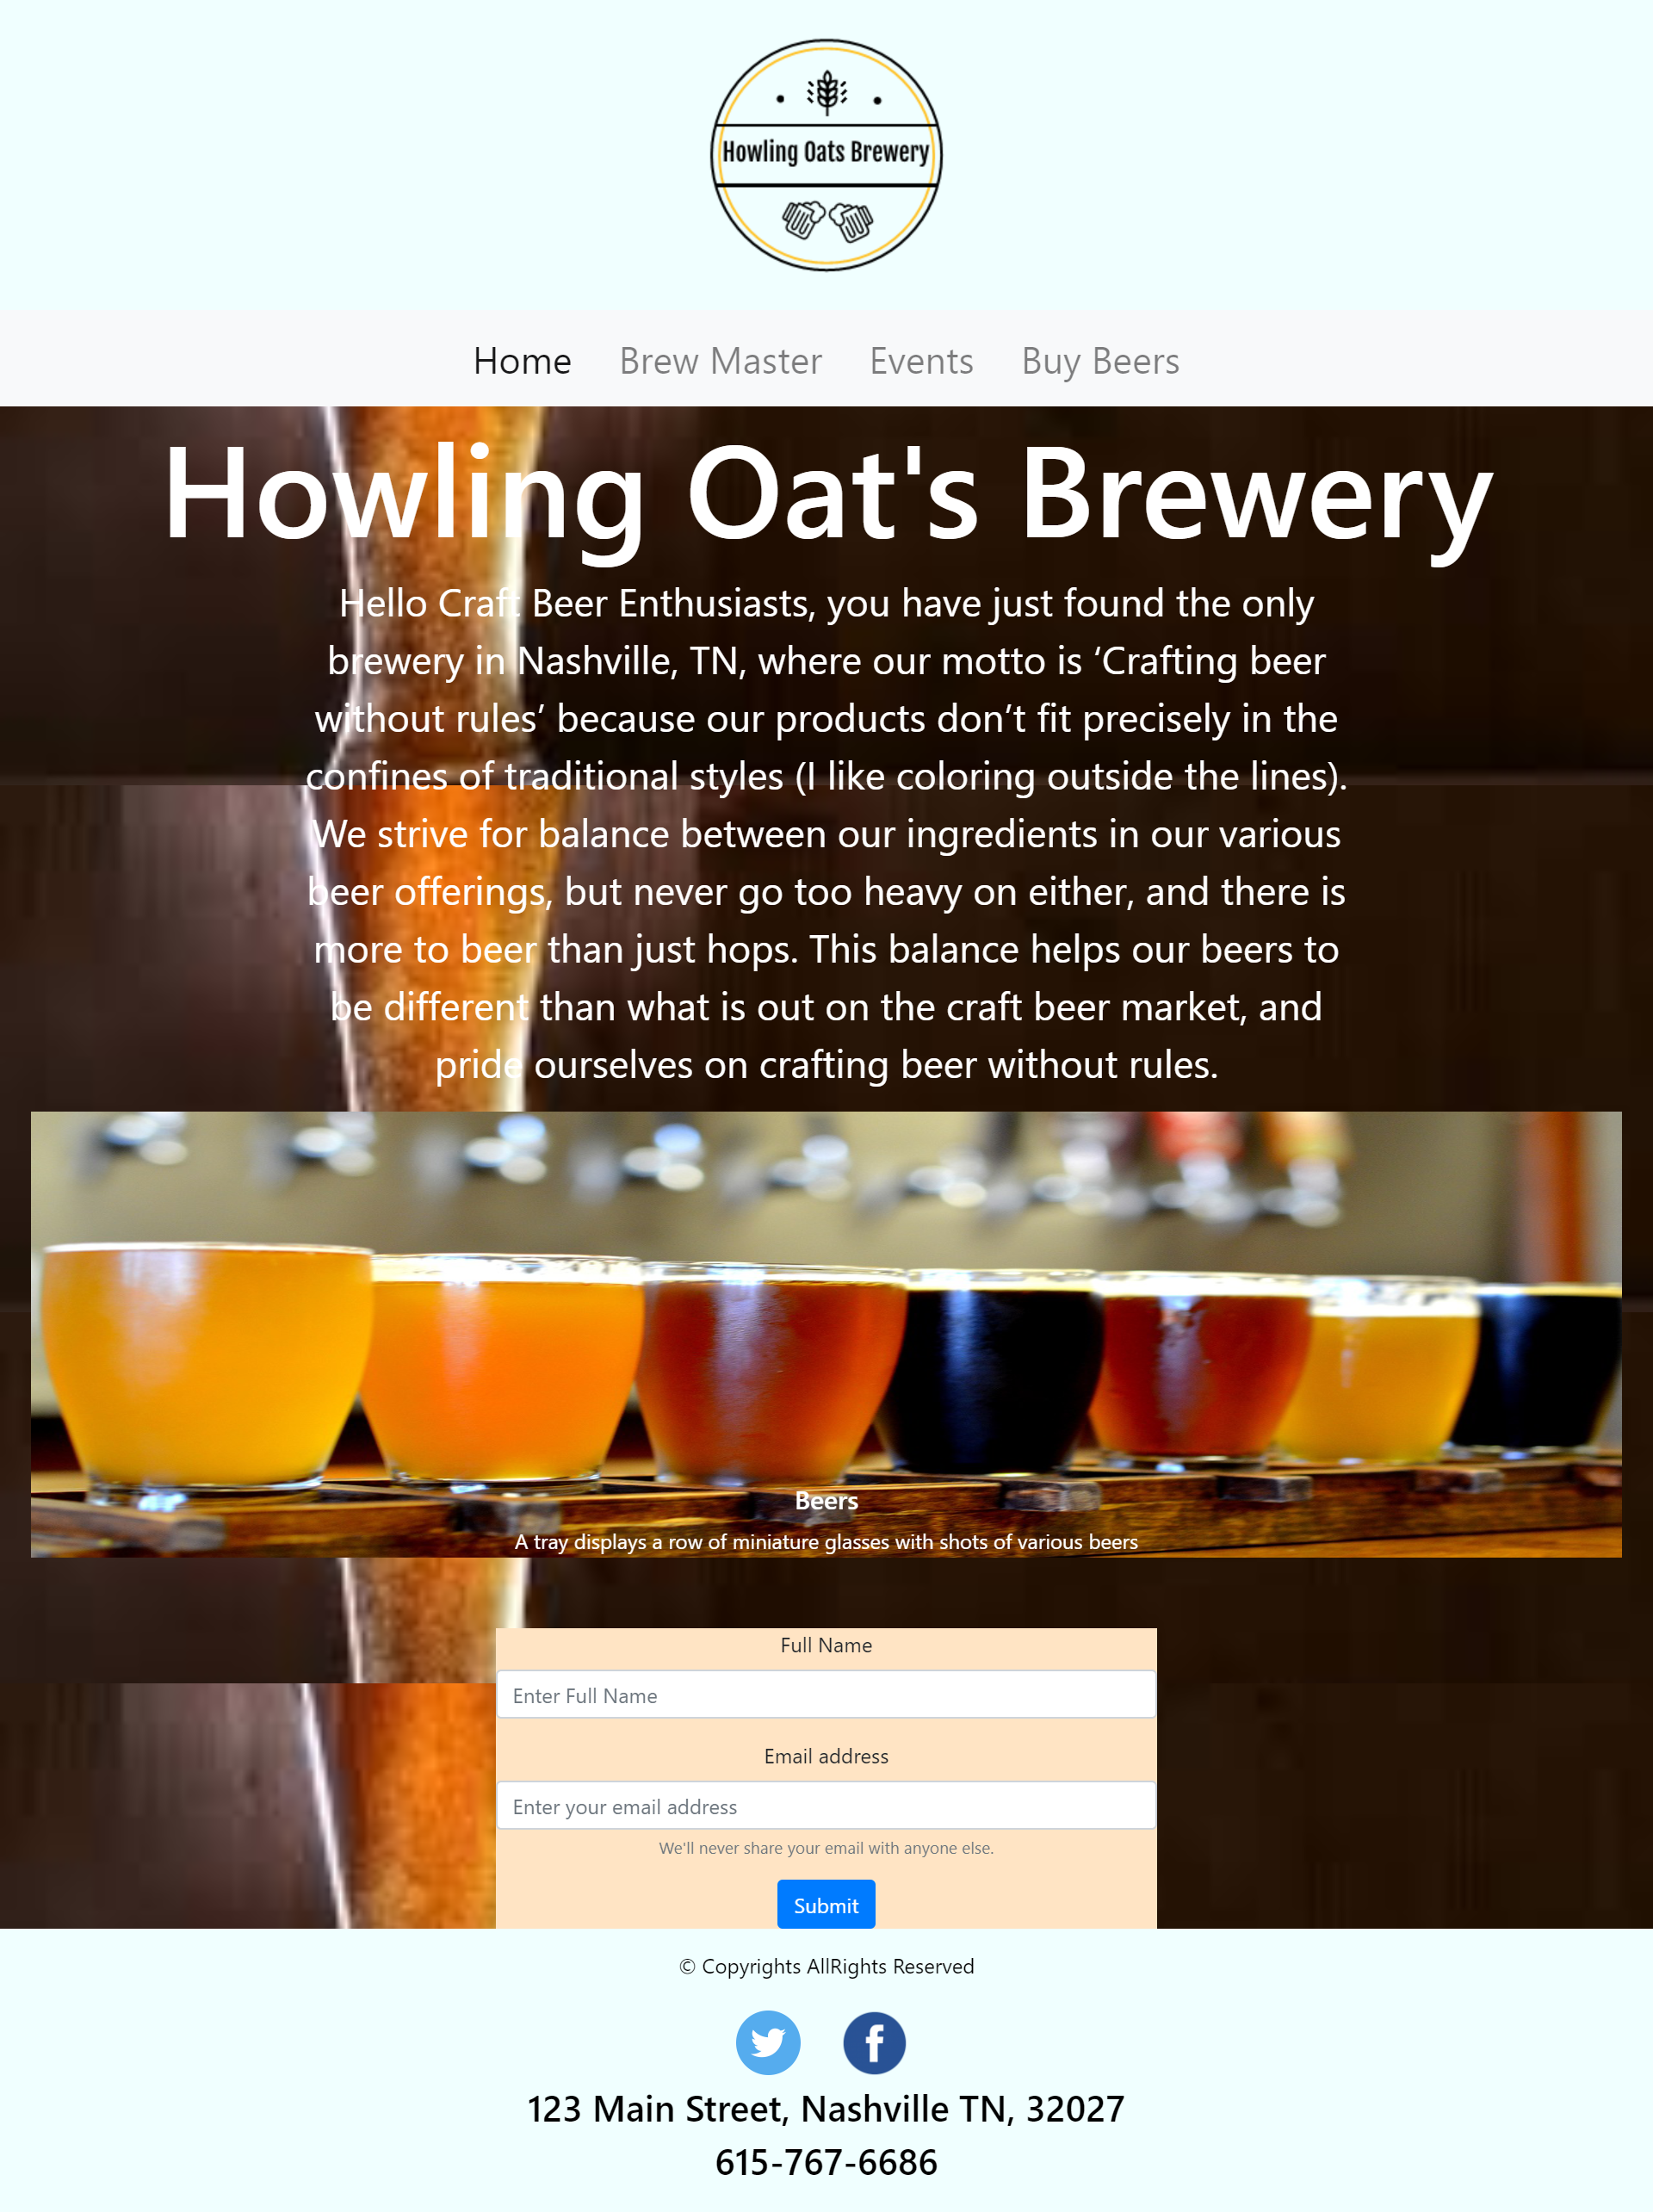 Howling Oats Brewery
Home Brew Master Events Buy Beers
Howling Oat's Brewery
Hello Craft Beer Enthusiasts, you have just found the only
brewery in Nashville, TN, where our motto is ‘Crafting beer
without rules’ because our products don’t fit precisely in the
confines of traditional styles (I like coloring outside the lines).
We strive for balance between our ingredients in our various
beer offerings, but never go too heavy on either, and there is
more to beer than just hops. This balance helps our beers to
be different than what is out on the craft beer market, and
pride ourselves on crafting beer without rules.
Beers
A tray displays a row of miniature glasses with shots of various beers
Full Name
Enter Full Name
Email address
Enter your email address
We'll never share your email with anyone else.
Submit
© Copyrights AllRights Reserved
123 Main Street, Nashville TN, 32027
615-767-6686